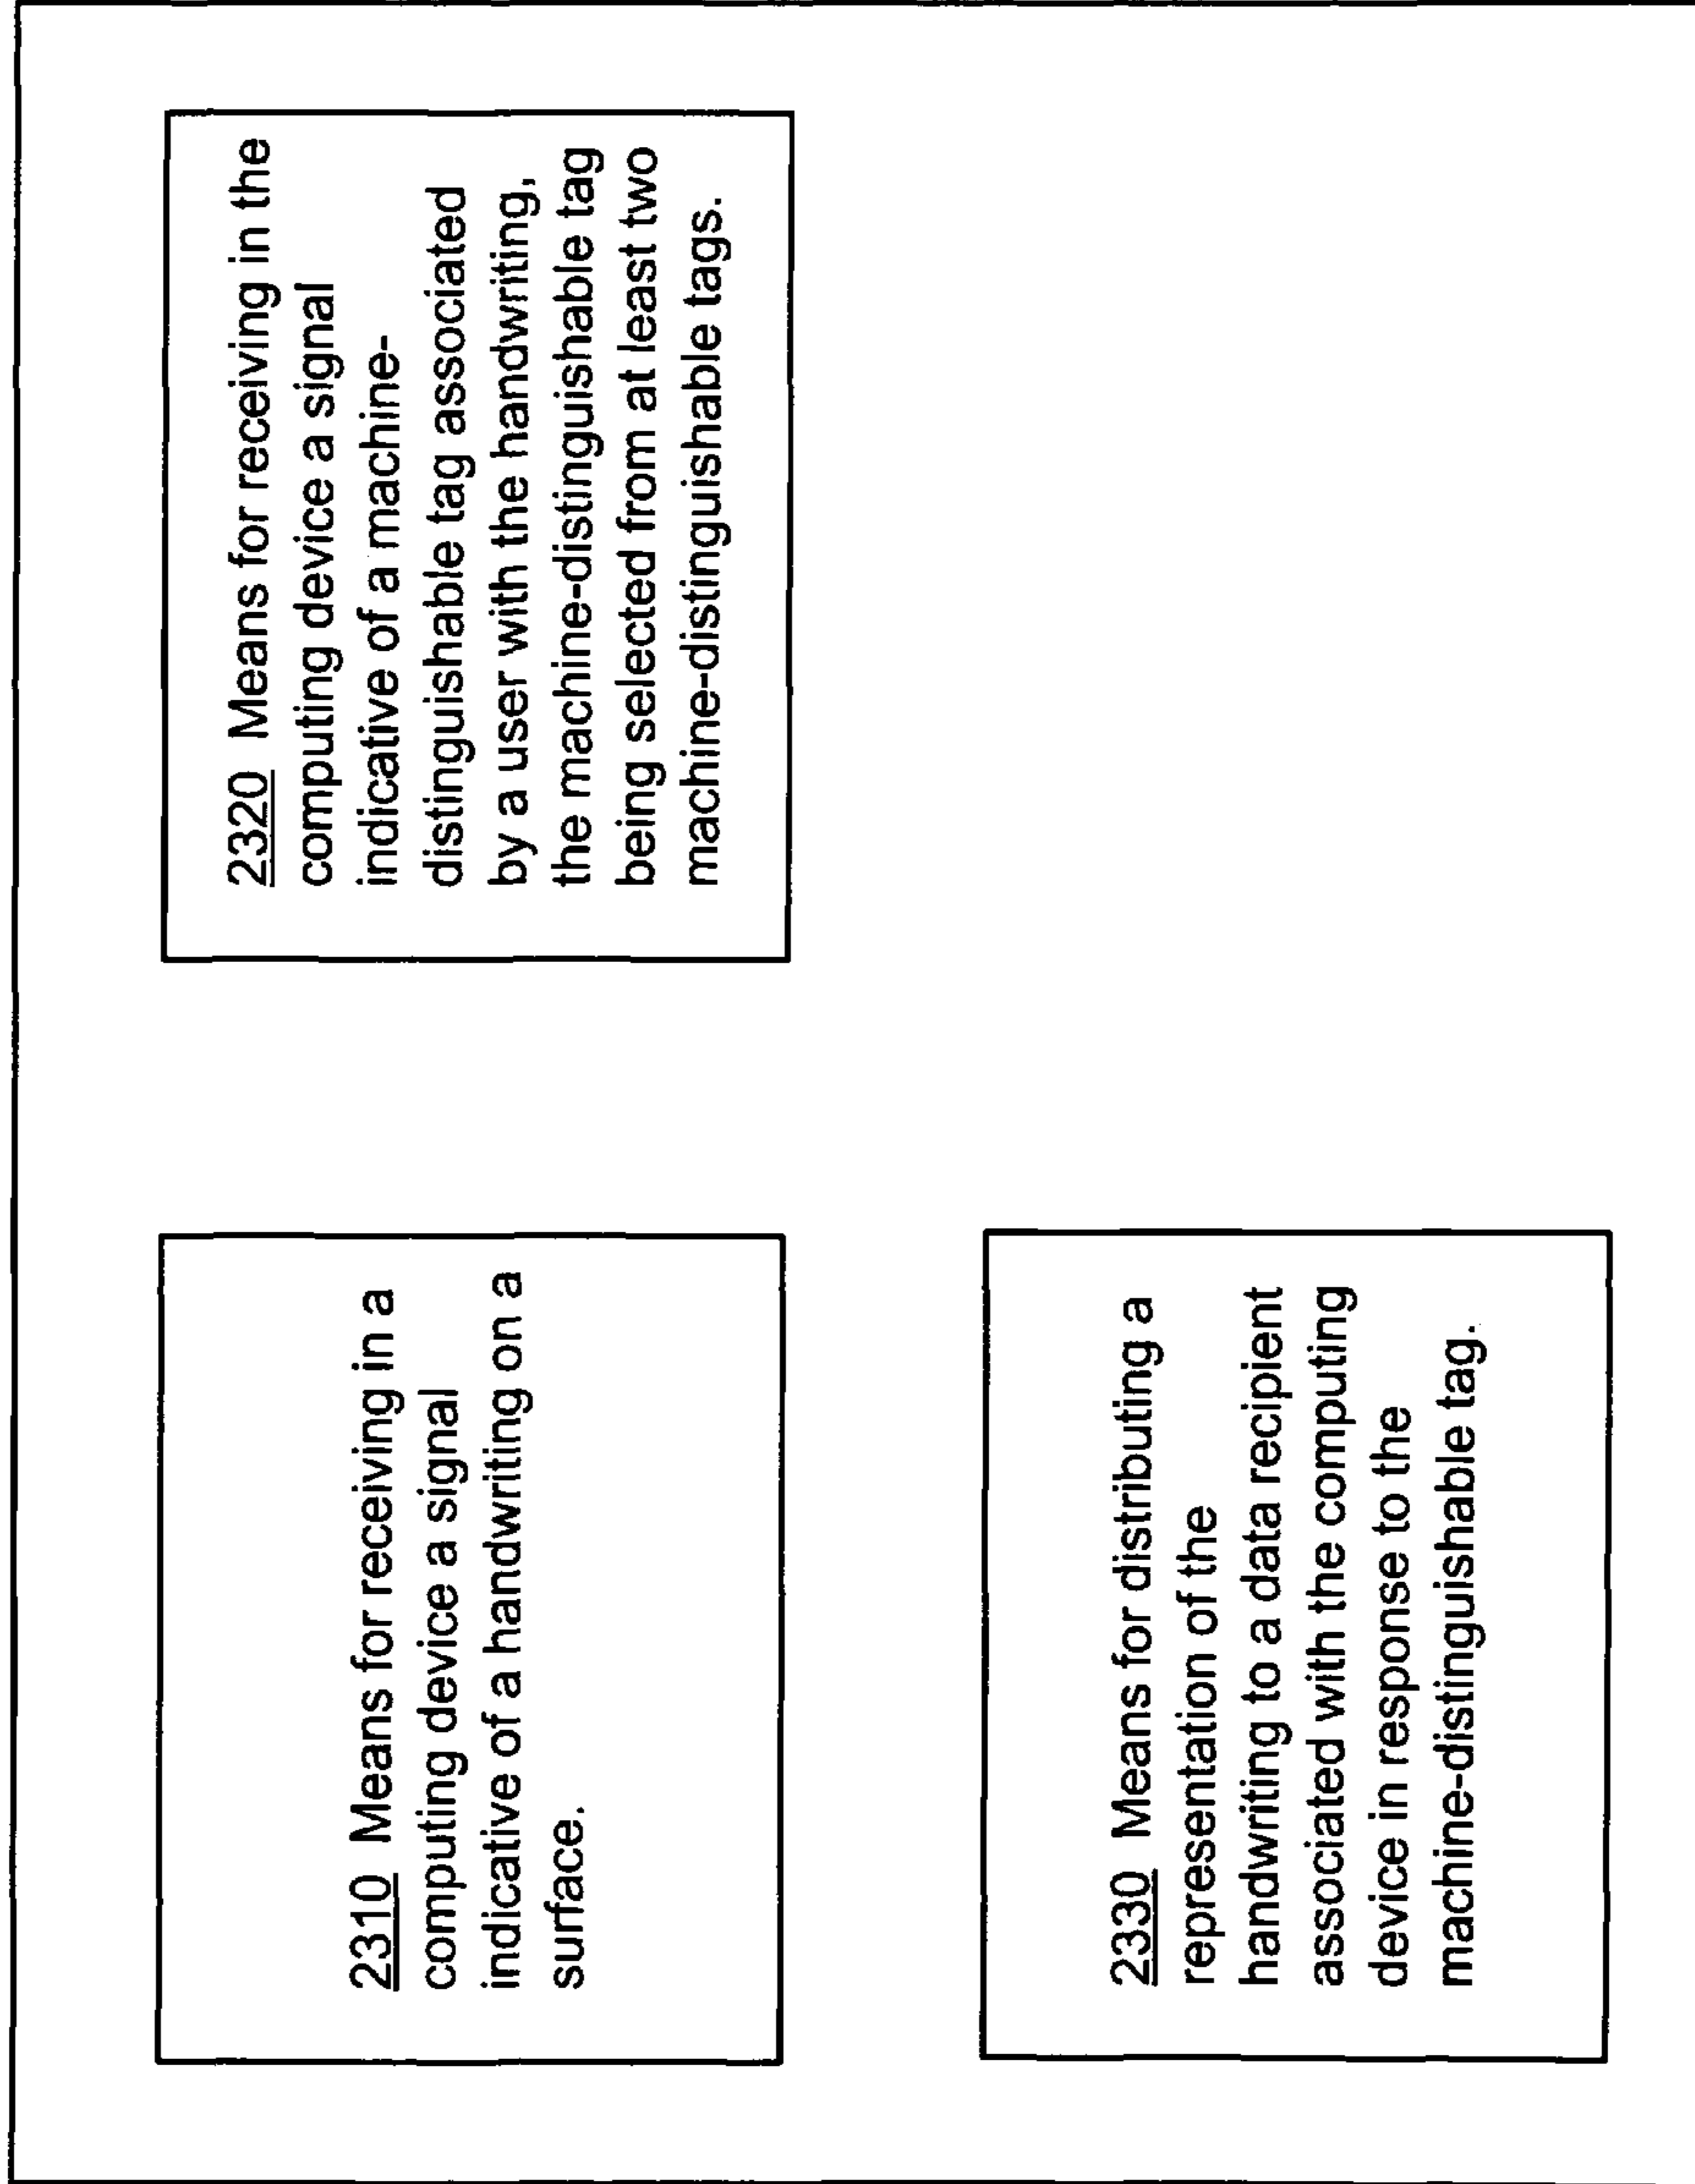 2310 Means for receiving in a
computing device a signal
indicative of a handwriting on a
surface.
2320 Means for receiving in the
computing device a signal
indicative of a machine-
distinguishable tag associated
by a user with the handwriting,
the machine-distinguishable tag
being selected from at least two
machine-distinguishable tags.
2330 Means for distributing a
representation of the
handwriting to a data recipient
associated with the computing
device in response to the
machine-distinguishable tag.